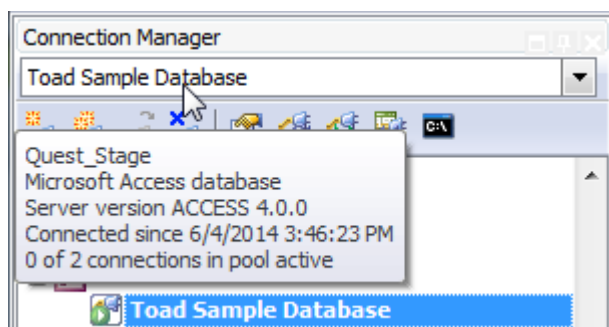 Connection Manager
Toad Sample Database
C:\
Quest_Stage
Microsoft Access database
Server version ACCESS 4.0.0
Connected since 6/4/2014 3:46:23 PM
0 of 2 connections in pool active
Toad Sample Database